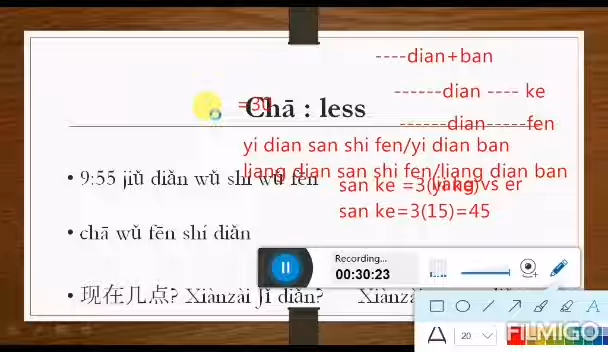 ----dian+ban
------dian ---- ke
=30
Chā : less
------dian-----fen
yi dian san shi fen/yi dian ban
liang dian san shi fen/liang dian ban
• 9:55 jiǔ diǎn wǔ shí wǔ fēn
san ke =3(yi ke)
liang vs er
san ke=3(15)=45
• chā wǔ fēn shí diǎn
Recording...
00:30:23
• 现在几点? Xiànzài Jǐ diǎn?
20
FILMIGO